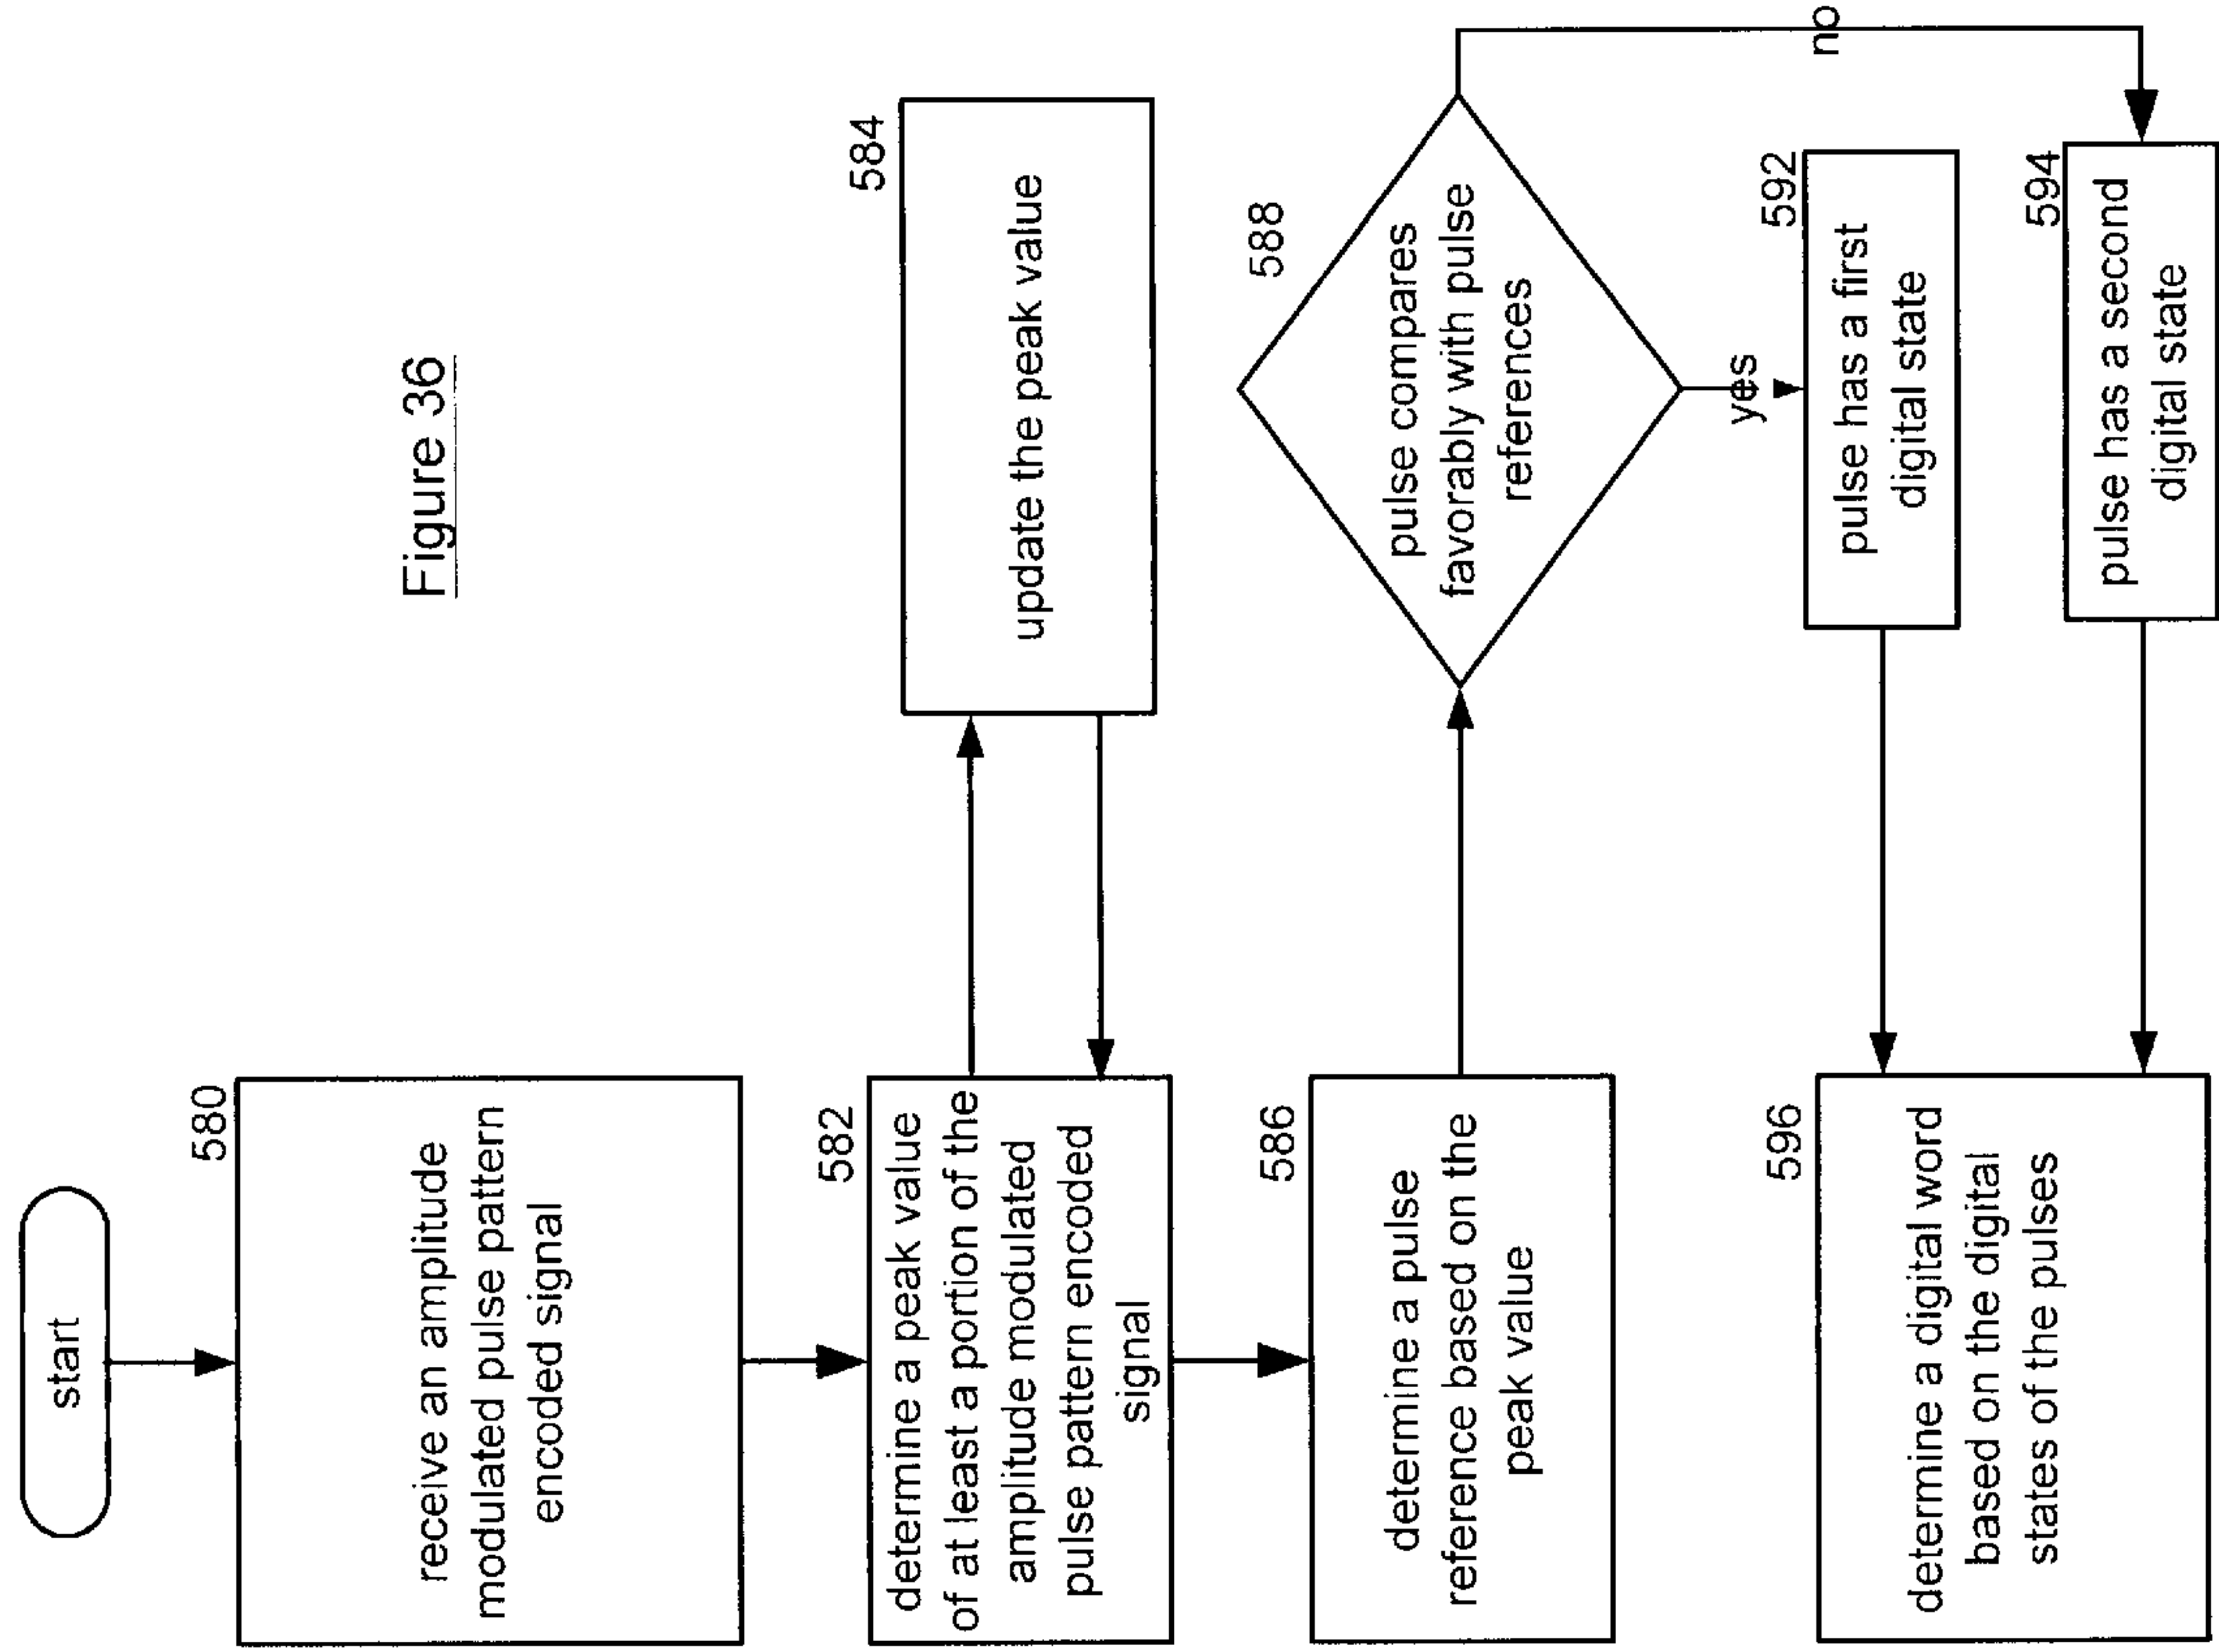 Figure 36
start
580
receive an amplitude
modulated pulse pattern
encoded signal
582
determine a peak value
of at least a portion of the
amplitude modulated
pulse pattern encoded
signal
584
update the peak value
586
determine a pulse
reference based on the
peak value
588
pulse compares
favorably with pulse
references
yes
no
592
pulse has a first
digital state
594
pulse has a second
digital state
596
determine a digital word
based on the digital
states of the pulses